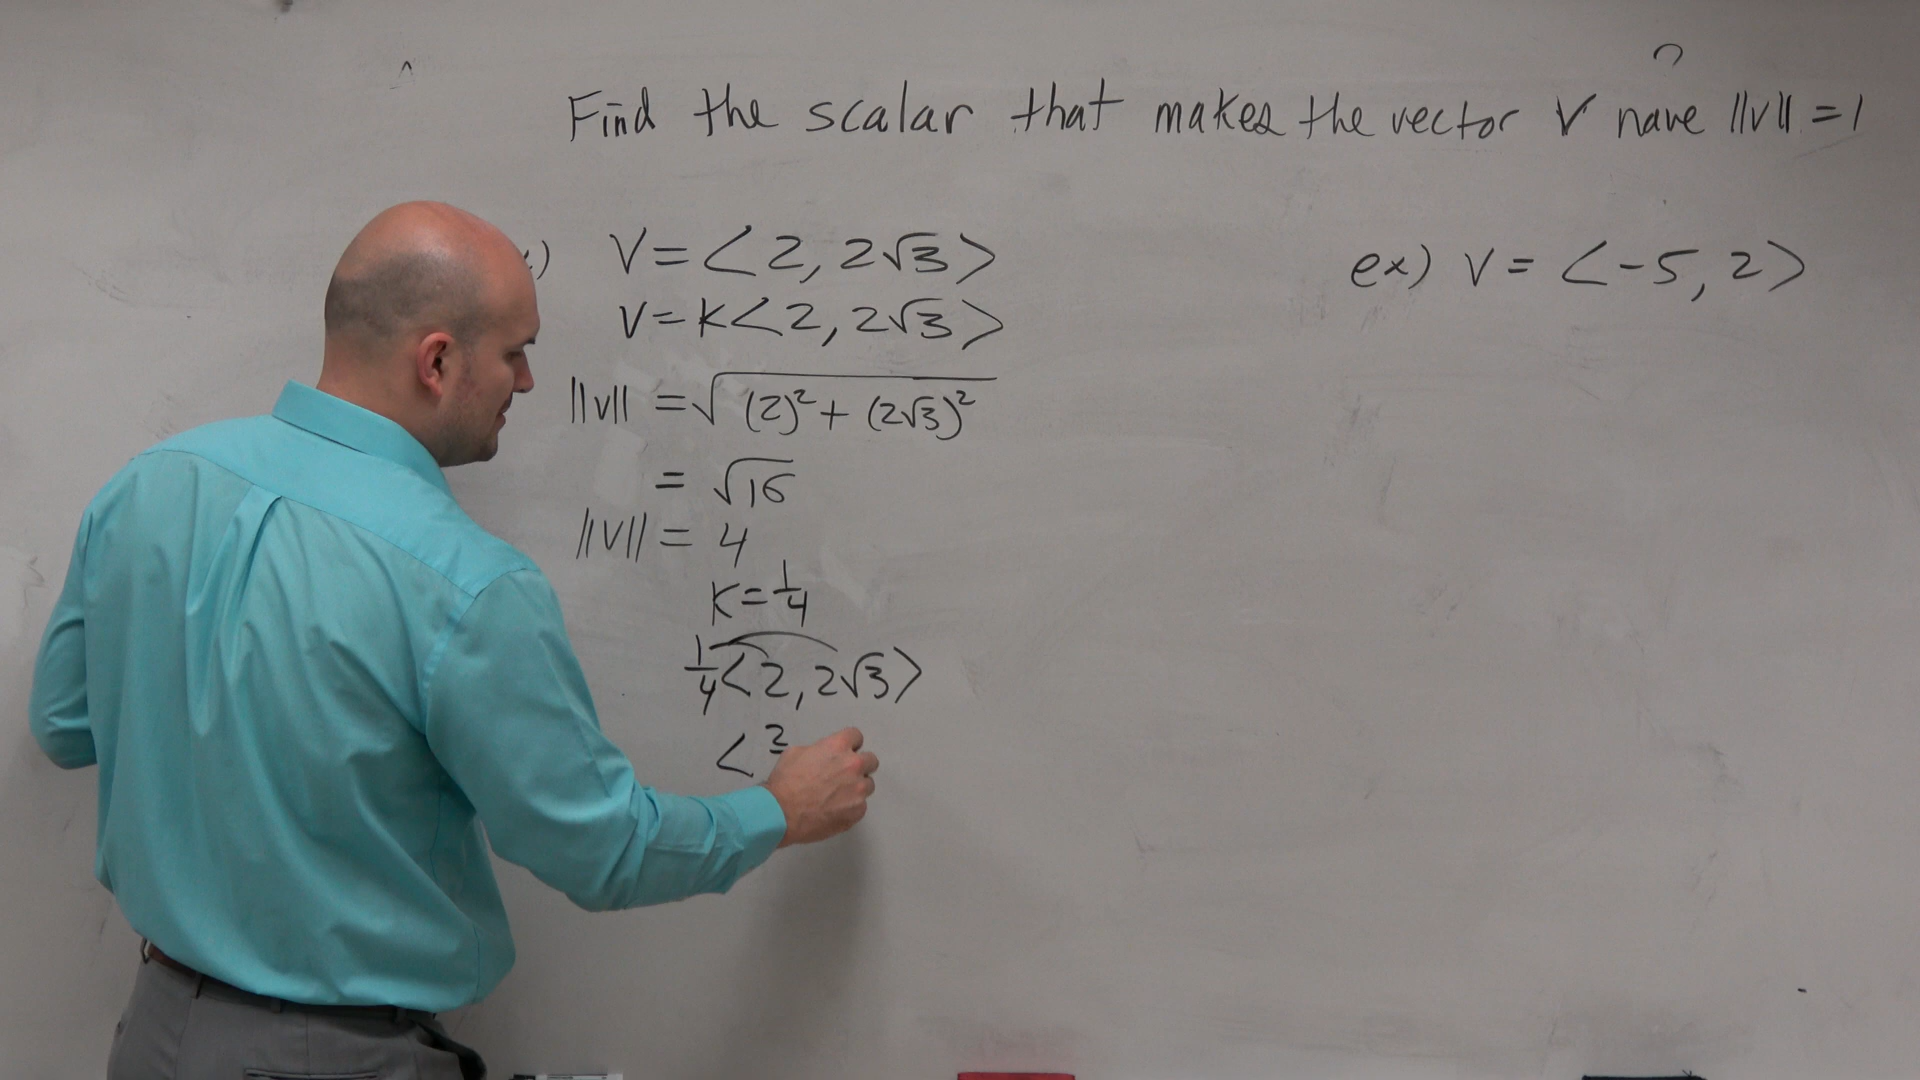 Find the scalar that makes the vector v have ||v|| = 1
) V = <2, 2√3>
V = K<2, 2√3>
||v|| = √(2)² + (2√3)²
= √16
||V|| = 4
K = 1/4
1/4<2, 2√3>
< 2
ex) V = <-5, 2>